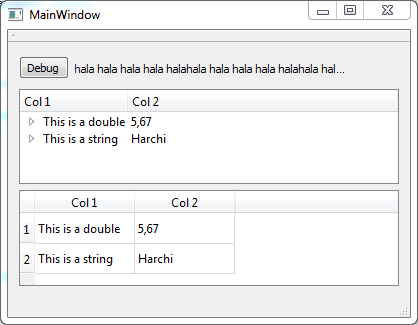 MainWindow
Debug hala hala hala hala halahala hala hala hala halahala hal...
Col 1 Col 2
This is a double 5,67
This is a string Harchi
Col 1 Col 2
1 This is a double 5,67
2 This is a string Harchi